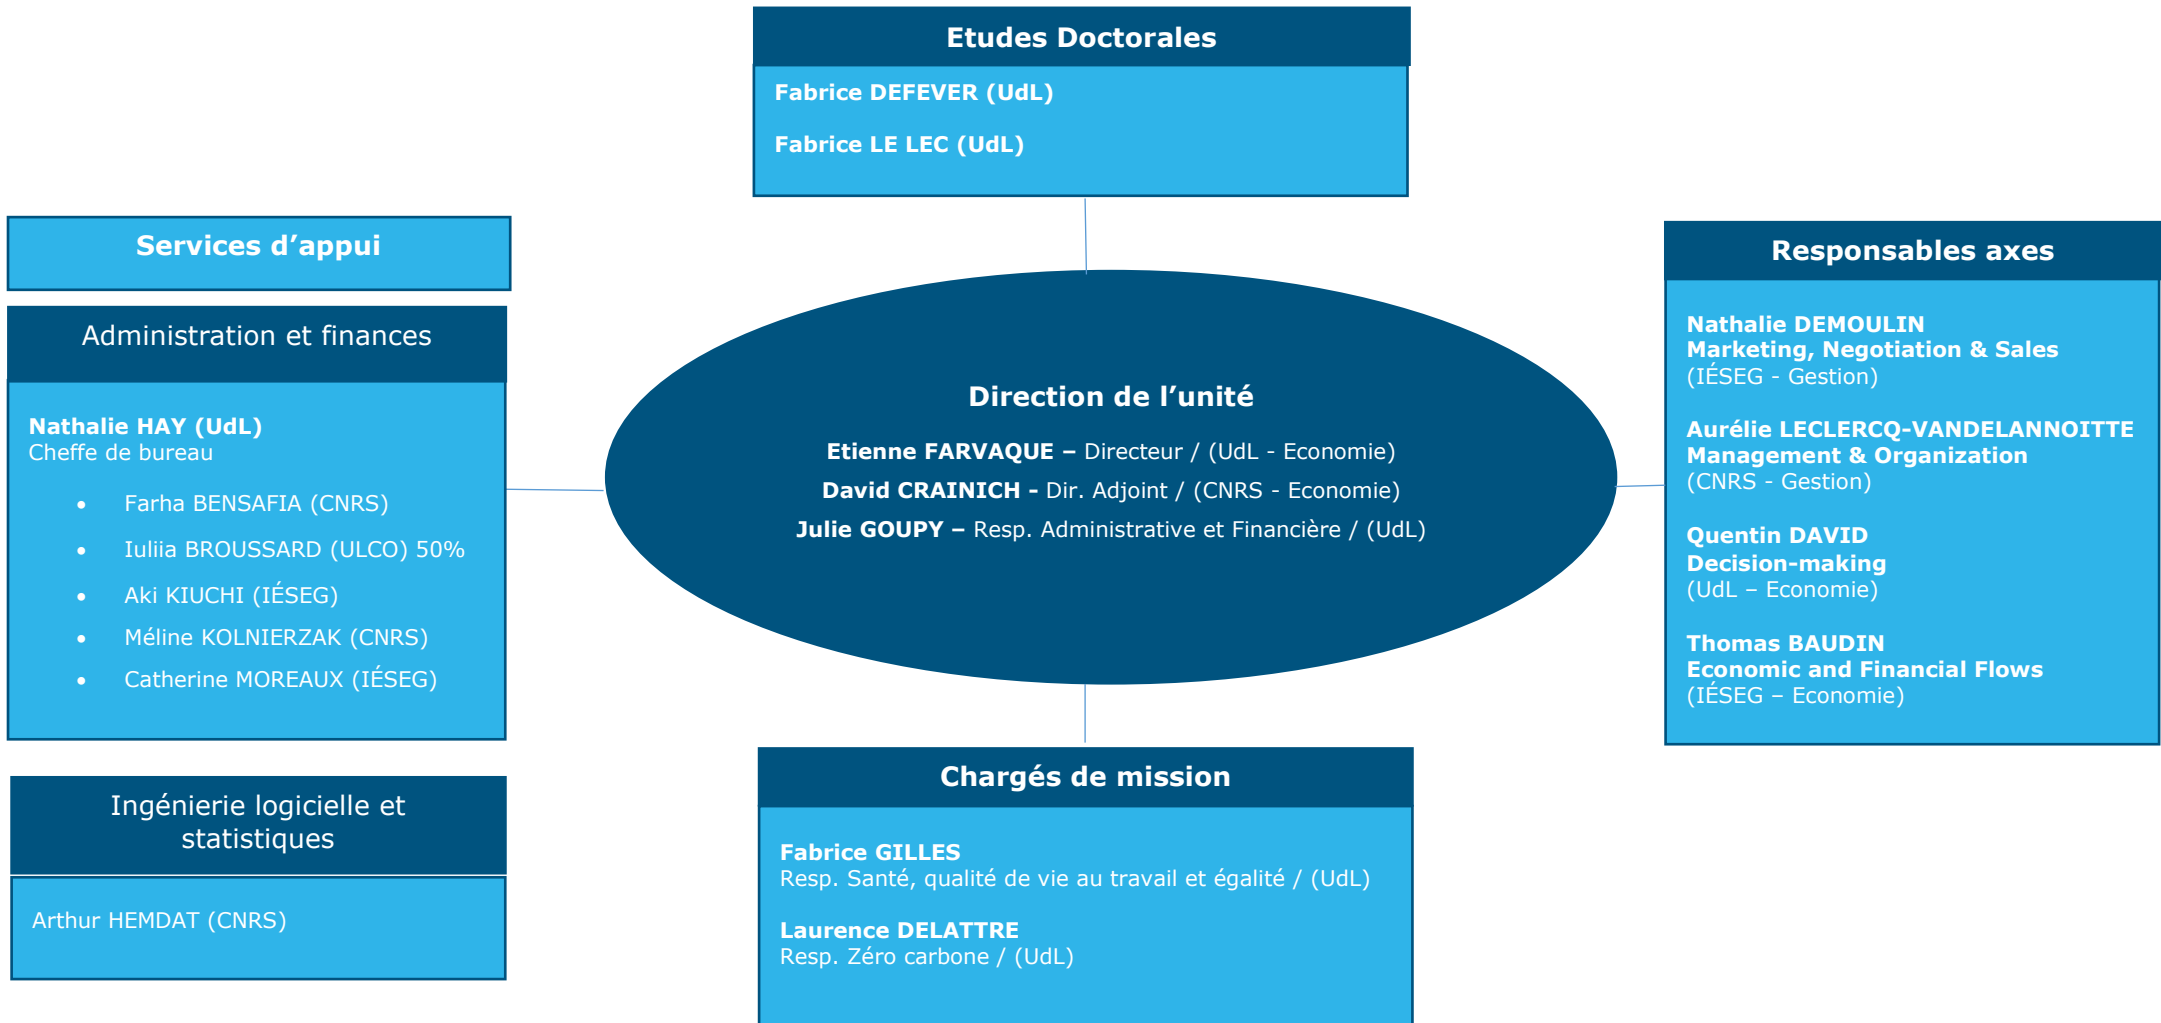 Etudes Doctorales
Fabrice DEFEVER (UdL)
Fabrice LE LEC (UdL)
Services d’appui
Administration et finances
Nathalie HAY (UdL)
Cheffe de bureau
• Farha BENSAFIA (CNRS)
• Iuliia BROUSSARD (ULCO) 50%
• Aki KIUCHI (IÉSEG)
• Méline KOLNIERZAK (CNRS)
• Catherine MOREAUX (IÉSEG)
Ingénierie logicielle et
statistiques
Arthur HEMDAT (CNRS)
Direction de l’unité
Etienne FARVAQUE – Directeur / (UdL - Economie)
David CRAINICH - Dir. Adjoint / (CNRS - Economie)
Julie GOUPY – Resp. Administrative et Financière / (UdL)
Responsables axes
Nathalie DEMOULIN
Marketing, Negotiation & Sales
(IÉSEG - Gestion)
Aurélie LECLERCQ-VANDELANNOITTE
Management & Organization
(CNRS - Gestion)
Quentin DAVID
Decision-making
(UdL – Economie)
Thomas BAUDIN
Economic and Financial Flows
(IÉSEG – Economie)
Chargés de mission
Fabrice GILLES
Resp. Santé, qualité de vie au travail et égalité / (UdL)
Laurence DELATTRE
Resp. Zéro carbone / (UdL)